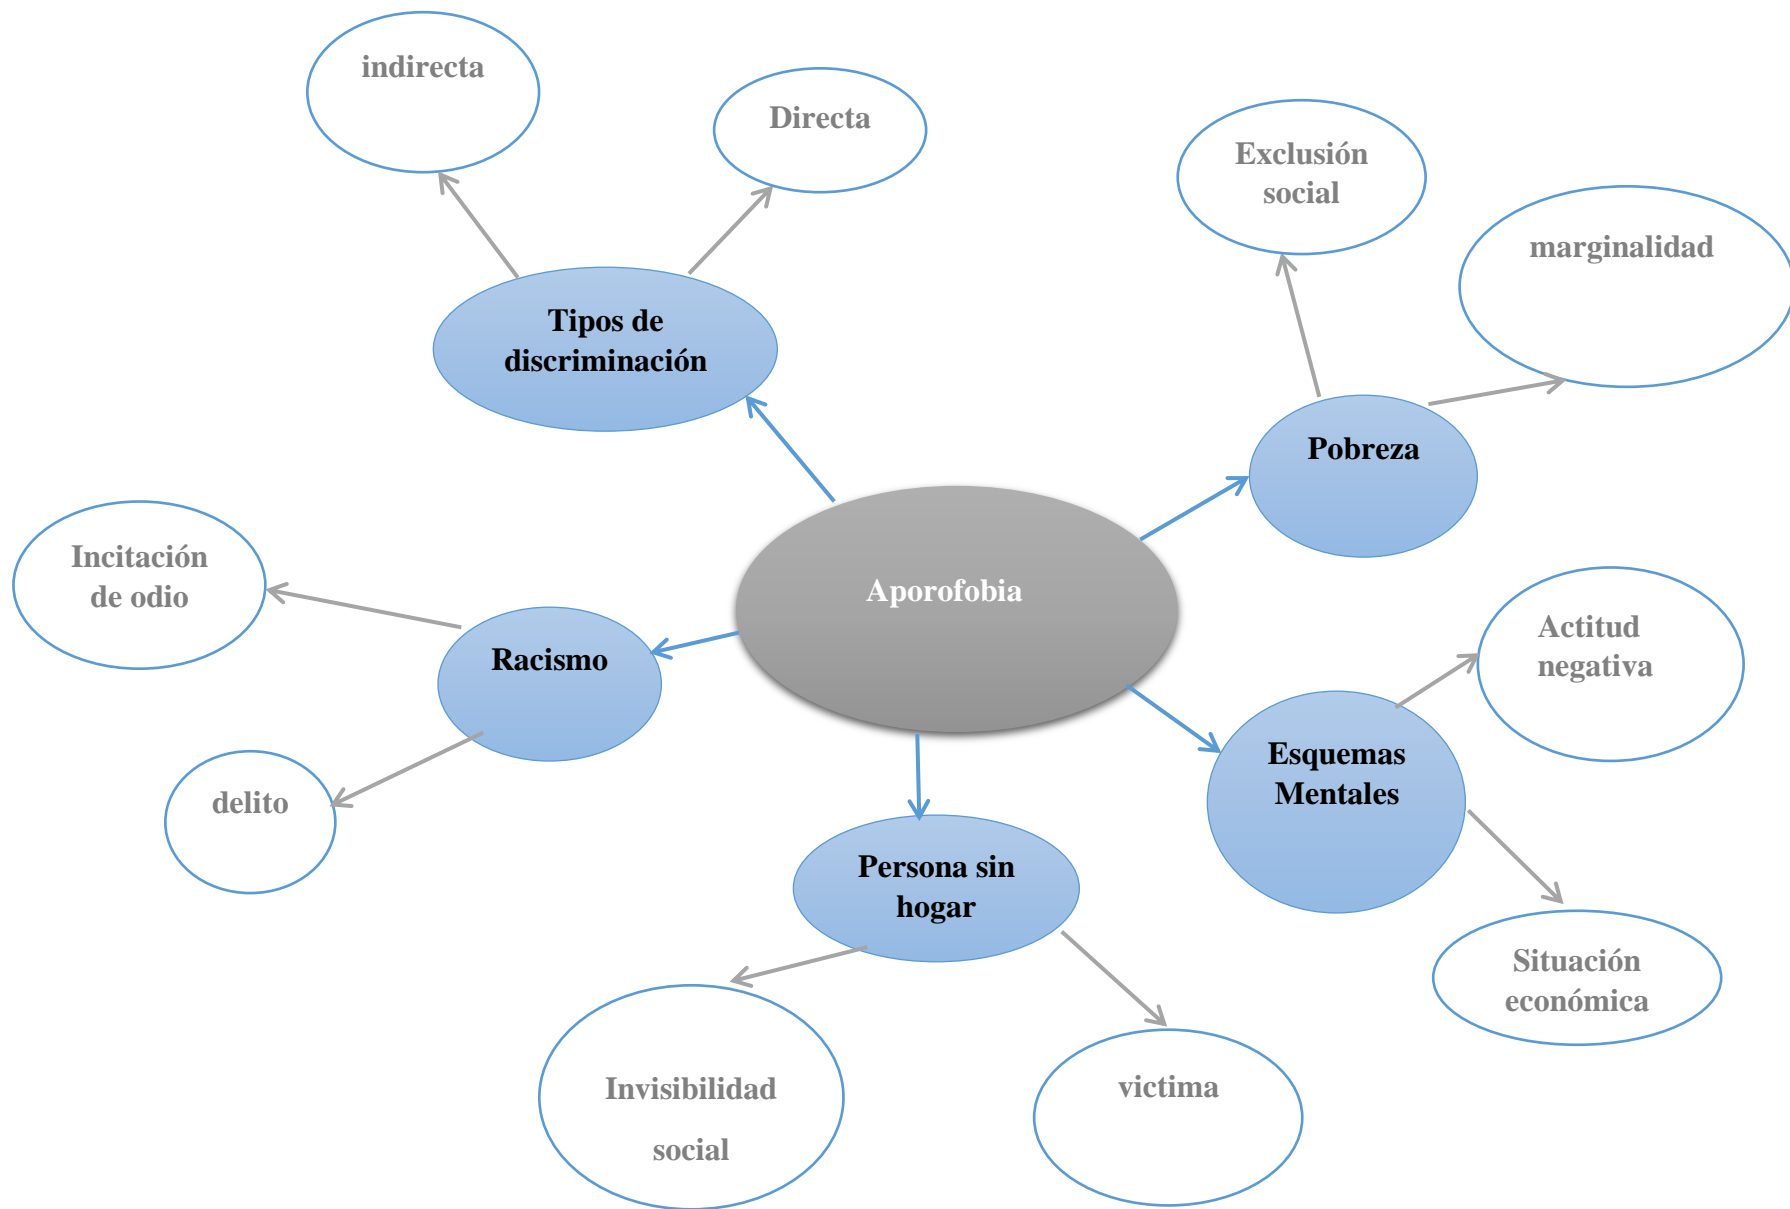 indirecta
Directa
Exclusión
social
marginalidad
Tipos de
discriminación
Pobreza
Incitación
de odio
Aporofobia
Racismo
Actitud
negativa
Esquemas
Mentales
delito
Persona sin
hogar
Situación
económica
Invisibilidad
social
victima